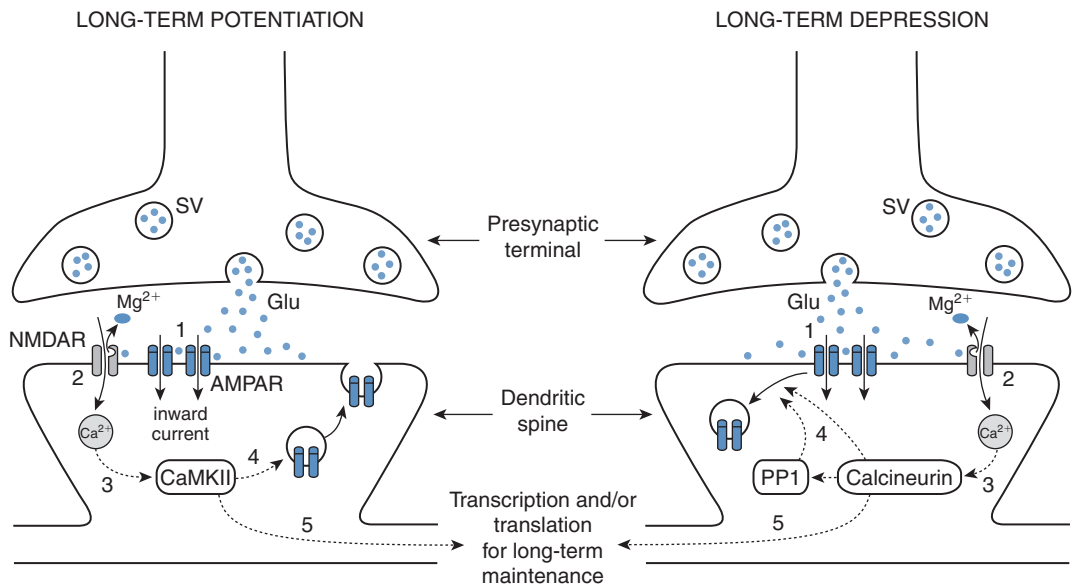 LONG-TERM POTENTIATION
SV
Glu
Mg²⁺
NMDAR
1
2
AMPAR
inward
current
Ca²⁺
3
CaMKII
4
5
Presynaptic
terminal
Dendritic
spine
Transcription and/or
translation
for long-term
maintenance
LONG-TERM DEPRESSION
SV
Glu
Mg²⁺
NMDAR
1
2
Ca²⁺
4
PP1
Calcineurin
3
5